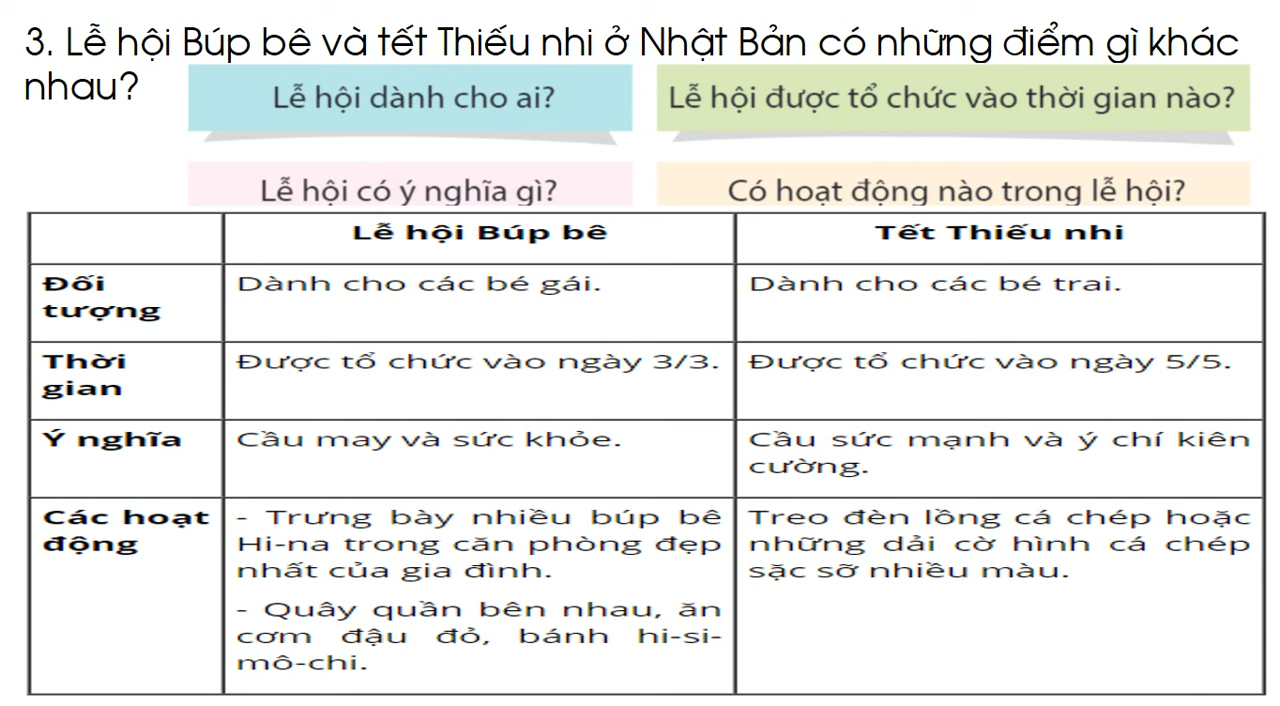 3. Lễ hội Búp bê và tết Thiếu nhi ở Nhật Bản có những điểm gì khác
nhau?
Lễ hội dành cho ai?
Lễ hội được tổ chức vào thời gian nào?
Lễ hội có ý nghĩa gì?
Có hoạt động nào trong lễ hội?
Lễ hội Búp bê
Tết Thiếu nhi
Đối
tượng
Dành cho các bé gái.
Dành cho các bé trai.
Thời
gian
Được tổ chức vào ngày 3/3.
Được tổ chức vào ngày 5/5.
Ý nghĩa
Cầu may và sức khỏe.
Cầu sức mạnh và ý chí kiên
cường.
Các hoạt
động
- Trưng bày nhiều búp bê
Hi-na trong căn phòng đẹp
nhất của gia đình.
- Quây quần bên nhau, ăn
cơm đậu đỏ, bánh hi-si-
mô-chi.
Treo đèn lồng cá chép hoặc
những dải cờ hình cá chép
sặc sỡ nhiều màu.